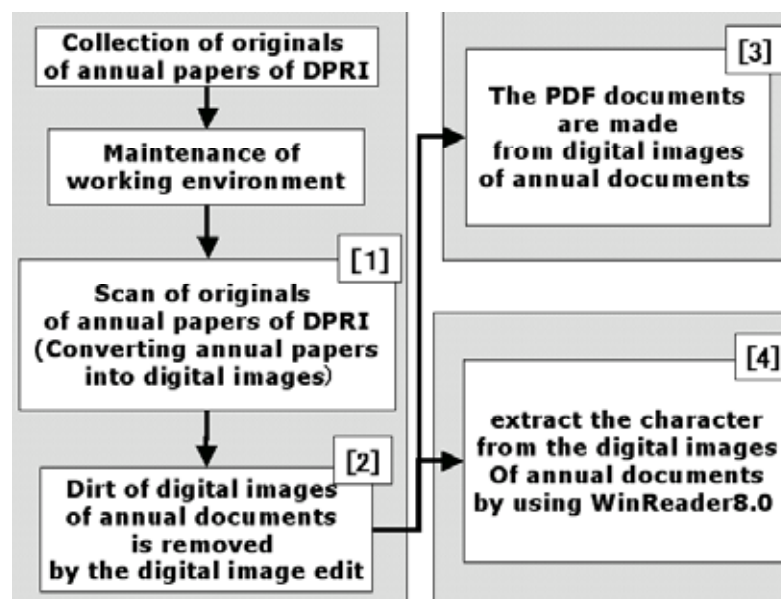 Collection of originals
of annual papers of DPRI
Maintenance of
working environment
[1]
Scan of originals
of annual papers of DPRI
(Converting annual papers
into digital images)
[2]
Dirt of digital images
of annual documents
is removed
by the digital image edit
[3]
The PDF documents
are made
from digital images
of annual documents
[4]
extract the character
from the digital images
Of annual documents
by using WinReader8.0